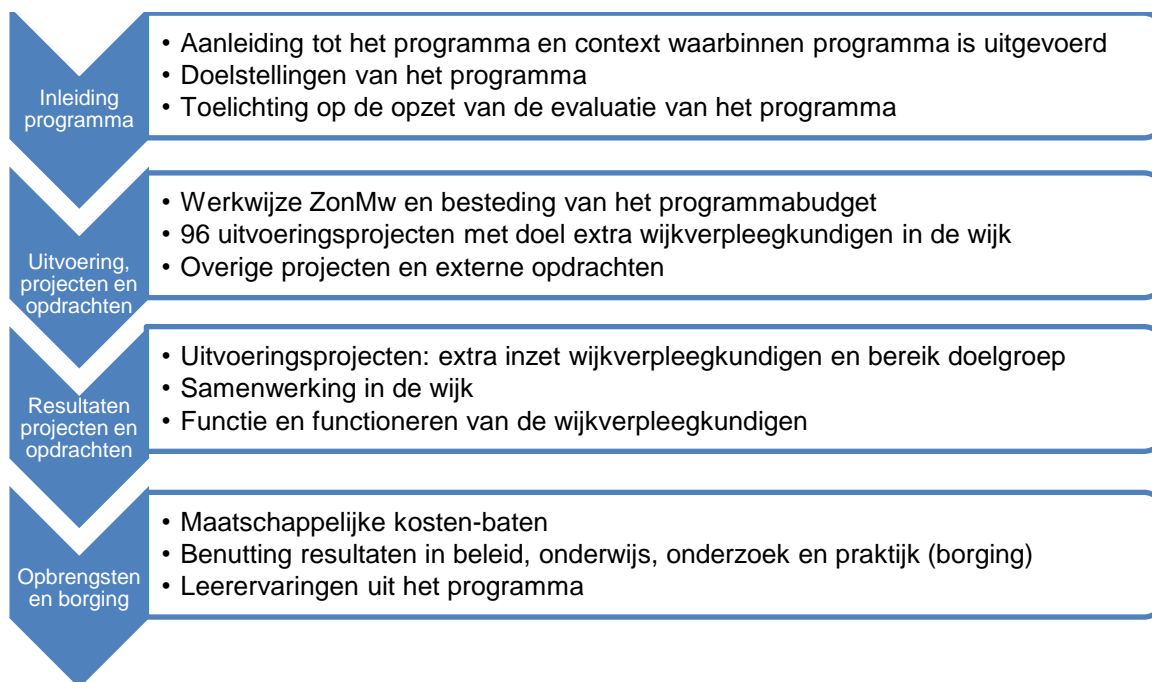 Inleiding
programma
• Aanleiding tot het programma en context waarbinnen programma is uitgevoerd
• Doelstellingen van het programma
• Toelichting op de opzet van de evaluatie van het programma
Uitvoering,
projecten en
opdrachten
• Werkwijze ZonMw en besteding van het programmabudget
• 96 uitvoeringsprojecten met doel extra wijkverpleegkundigen in de wijk
• Overige projecten en externe opdrachten
Resultaten
projecten en
opdrachten
• Uitvoeringsprojecten: extra inzet wijkverpleegkundigen en bereik doelgroep
• Samenwerking in de wijk
• Functie en functioneren van de wijkverpleegkundigen
Opbrengsten
en borging
• Maatschappelijke kosten-baten
• Benutting resultaten in beleid, onderwijs, onderzoek en praktijk (borging)
• Leerervaringen uit het programma